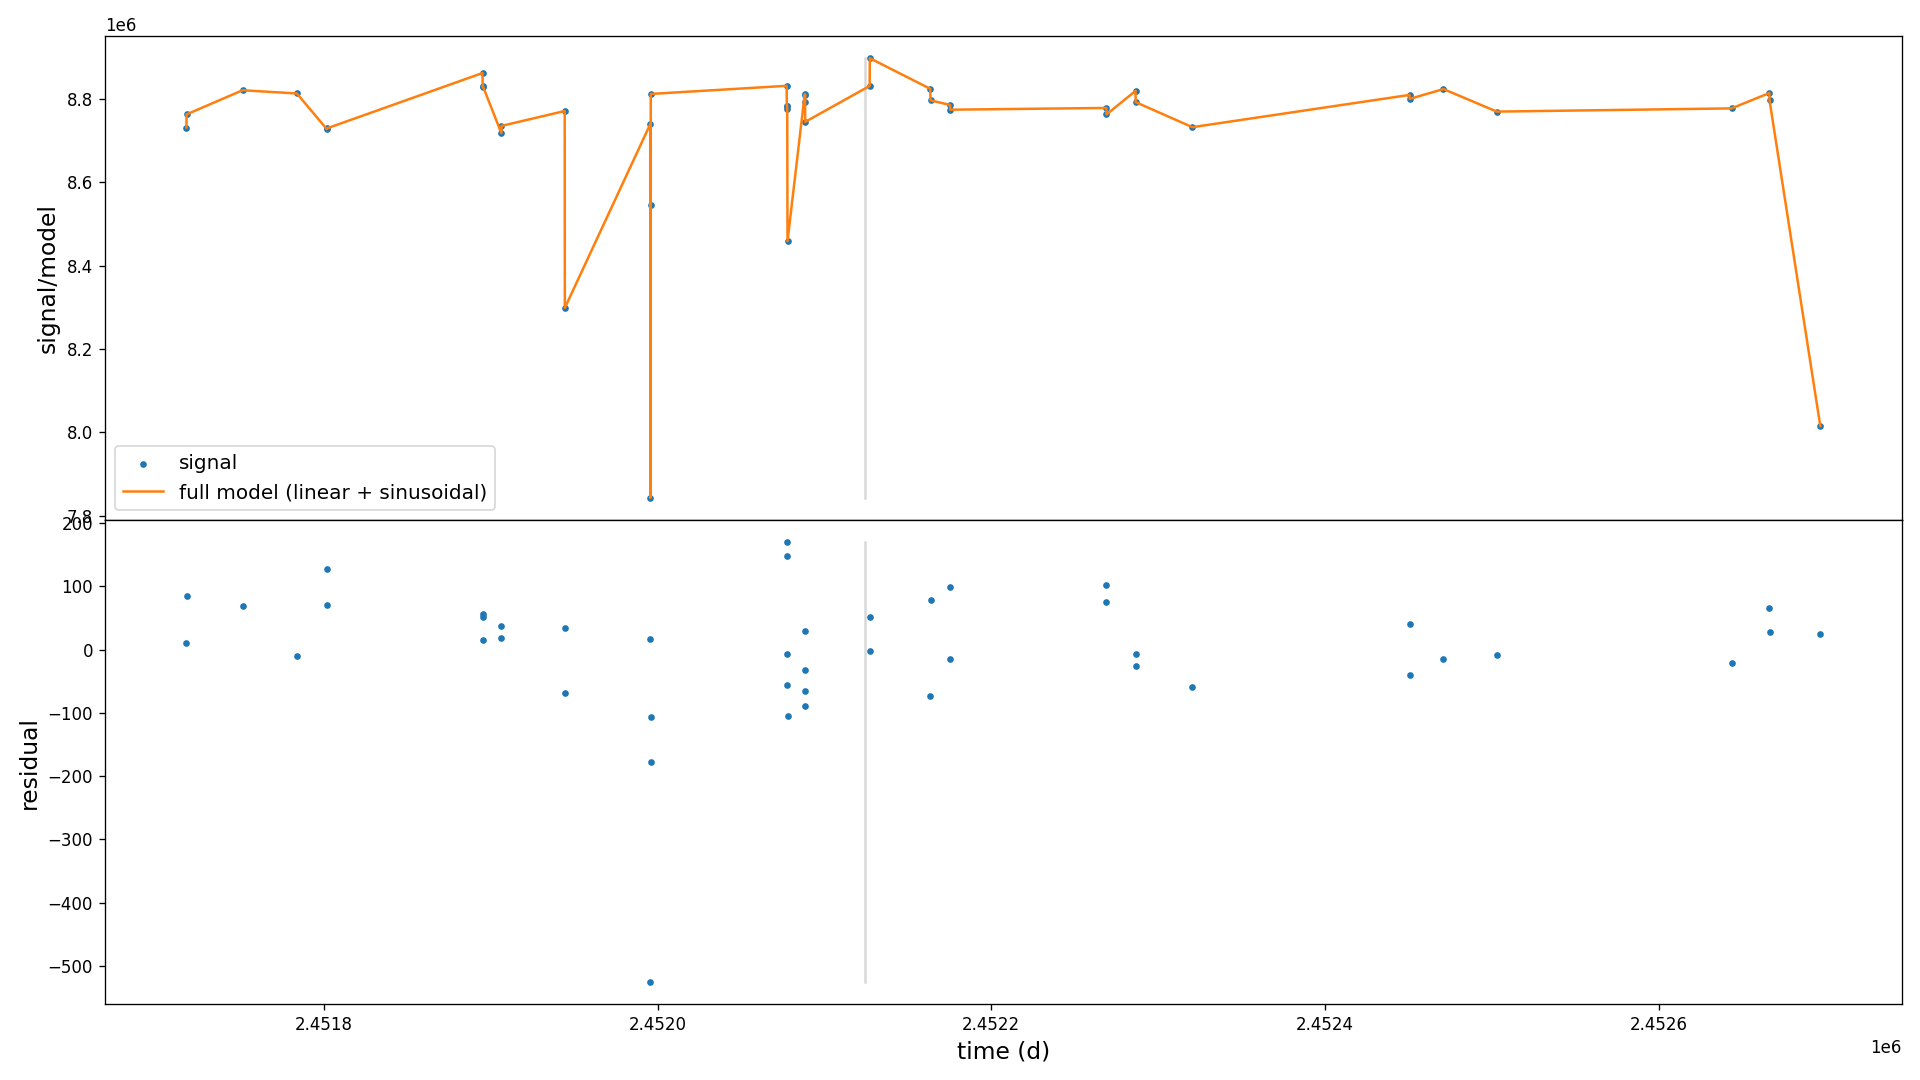 1e6
8.8
8.6
8.4
8.2
8.0
7.8
signal/model
signal
full model (linear + sinusoidal)
200
100
0
−100
−200
−300
−400
−500
residual
2.4518 2.4520 2.4522 2.4524 2.4526
time (d)
1e6